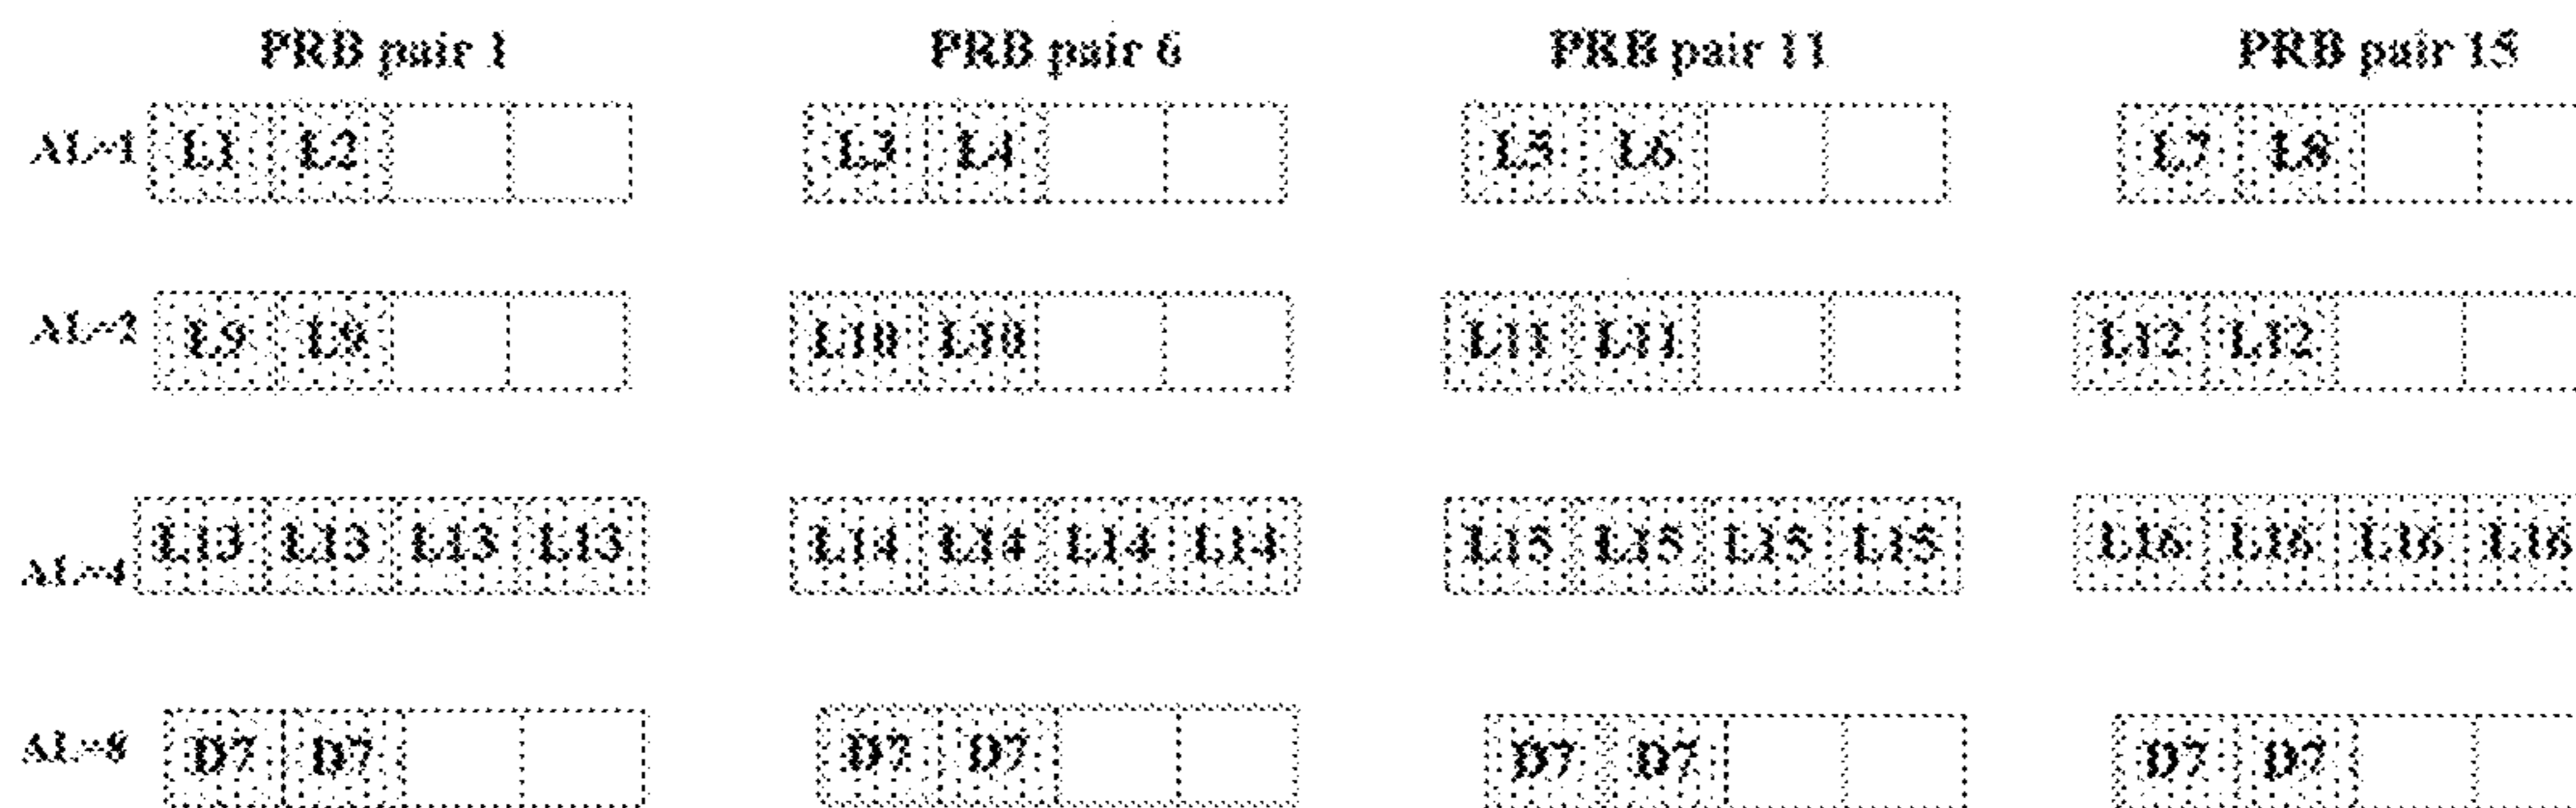 PRB pair 1 PRB pair 6 PRB pair 11 PRB pair 15
AL=1 L1 L2 L3 L4 L5 L6 L7 L8
AL=2 L9 L9 L10 L10 L11 L11 L12 L12
AL=4 L13 L13 L13 L13 L14 L14 L14 L14 L15 L15 L15 L15 L16 L16 L16 L16
AL=8 D7 D7 D7 D7 D7 D7 D7 D7